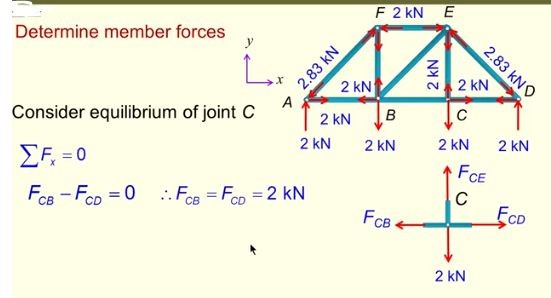 Determine member forces
y
x
F 2 kN E
2.83 kN
2 kN
2 kN
2 kN
2.83 kN
A
D
2 kN
B
C
2 kN
2 kN
2 kN
2 kN
Consider equilibrium of joint C
∑F_x = 0
F_CB − F_CD = 0 ∴ F_CB = F_CD = 2 kN
F_CE
C
F_CB
F_CD
2 kN